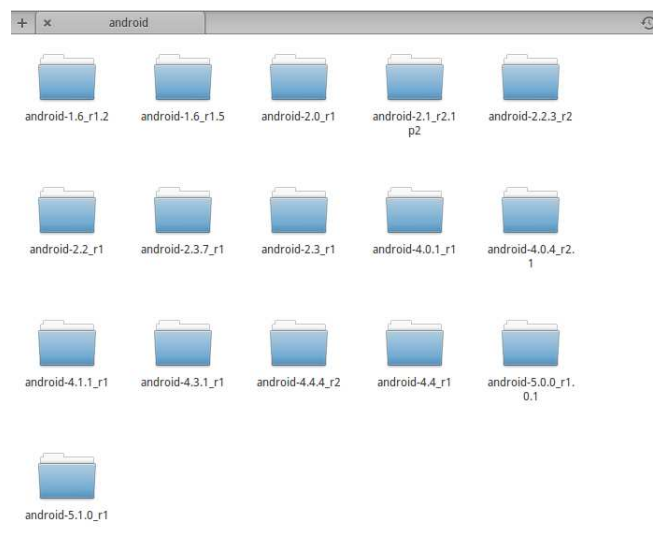 android
android-1.6_r1.2
android-1.6_r1.5
android-2.0_r1
android-2.1_r2.1
p2
android-2.2.3_r2
android-2.2_r1
android-2.3.7_r1
android-2.3_r1
android-4.0.1_r1
android-4.0.4_r2.
1
android-4.1.1_r1
android-4.3.1_r1
android-4.4.4_r2
android-4.4_r1
android-5.0.0_r1.
0.1
android-5.1.0_r1